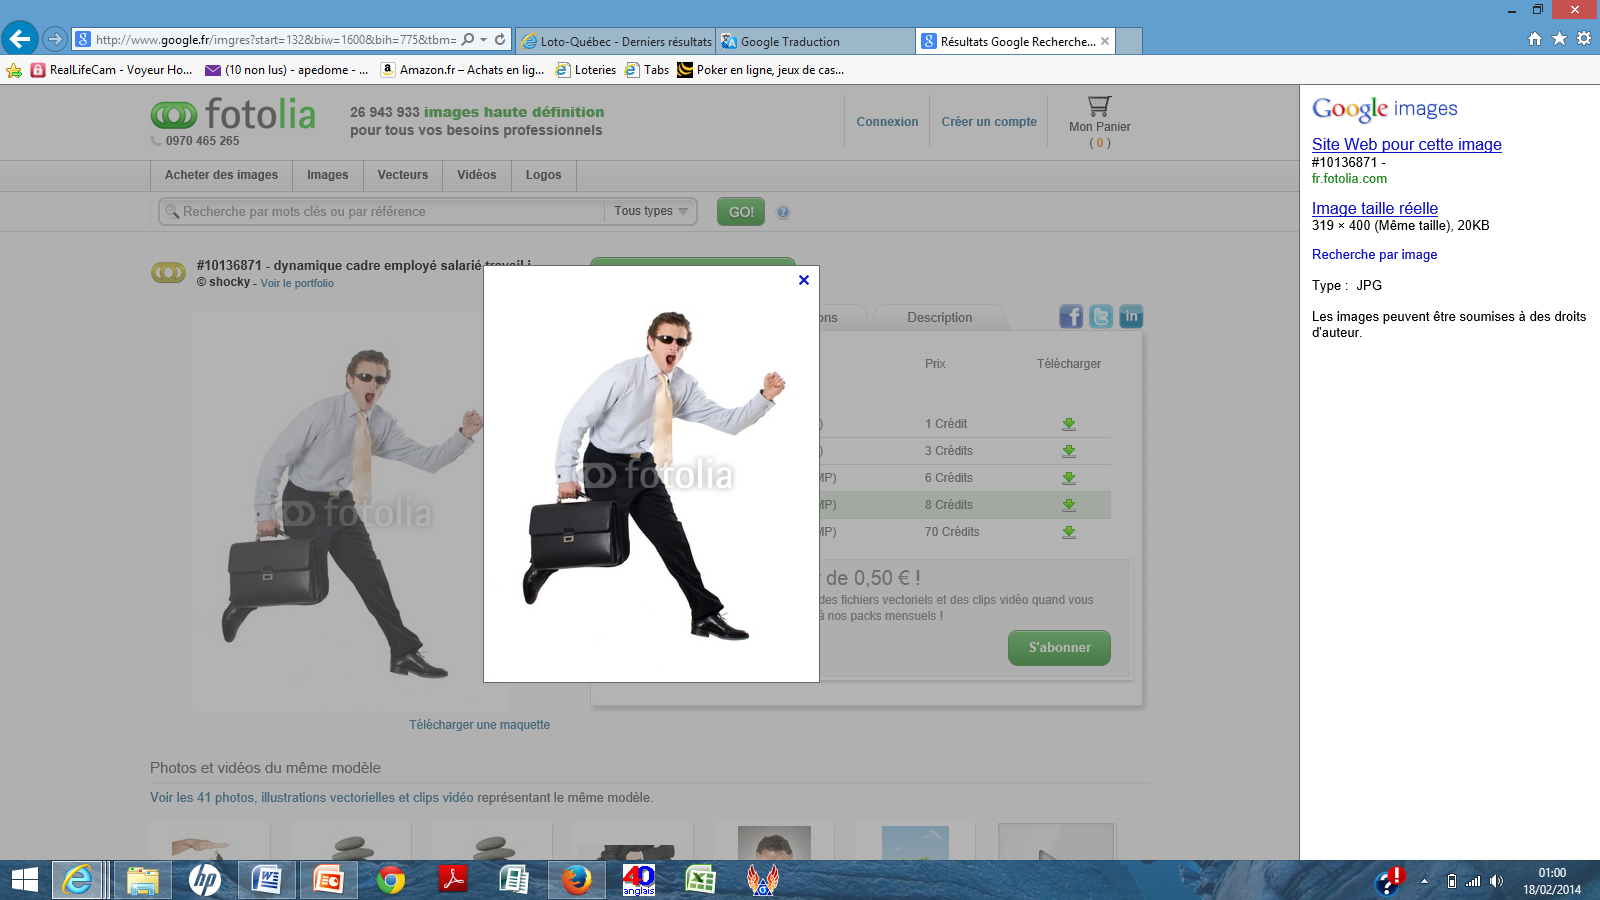 http://www.google.fr/imgres?start=132&biw=1600&bih=775&tbm=
Loto-Québec - Derniers résultats
Google Traduction
Résultats Google Recherche...
RealLifeCam - Voyeur Ho...
(10 non lus) - apedome - ...
Amazon.fr – Achats en lig...
Loteries
Tabs
Poker en ligne, jeux de cas...
fotolia
0970 465 265
26 943 933 images haute définition
pour tous vos besoins professionnels
Connexion
Créer un compte
Mon Panier
( 0 )
Acheter des images
Images
Vecteurs
Vidéos
Logos
Recherche par mots clés ou par référence
Tous types
GO!
?
#10136871 - dynamique cadre employé salarié travail i
© shocky - Voir le portfolio
ons
Description
Prix
Télécharger
) 1 Crédit
) 3 Crédits
MP) 6 Crédits
MP) 8 Crédits
MP) 70 Crédits
r de 0,50 € !
des fichiers vectoriels et des clips vidéo quand vous
à nos packs mensuels !
S'abonner
fotolia
fotolia
Télécharger une maquette
Photos et vidéos du même modèle
Voir les 41 photos, illustrations vectorielles et clips vidéo représentant le même modèle.
Google images
Site Web pour cette image
#10136871 -
fr.fotolia.com
Image taille réelle
319 × 400 (Même taille), 20KB
Recherche par image
Type : JPG
Les images peuvent être soumises à des droits
d'auteur.
hp
40
anglais
01:00
18/02/2014